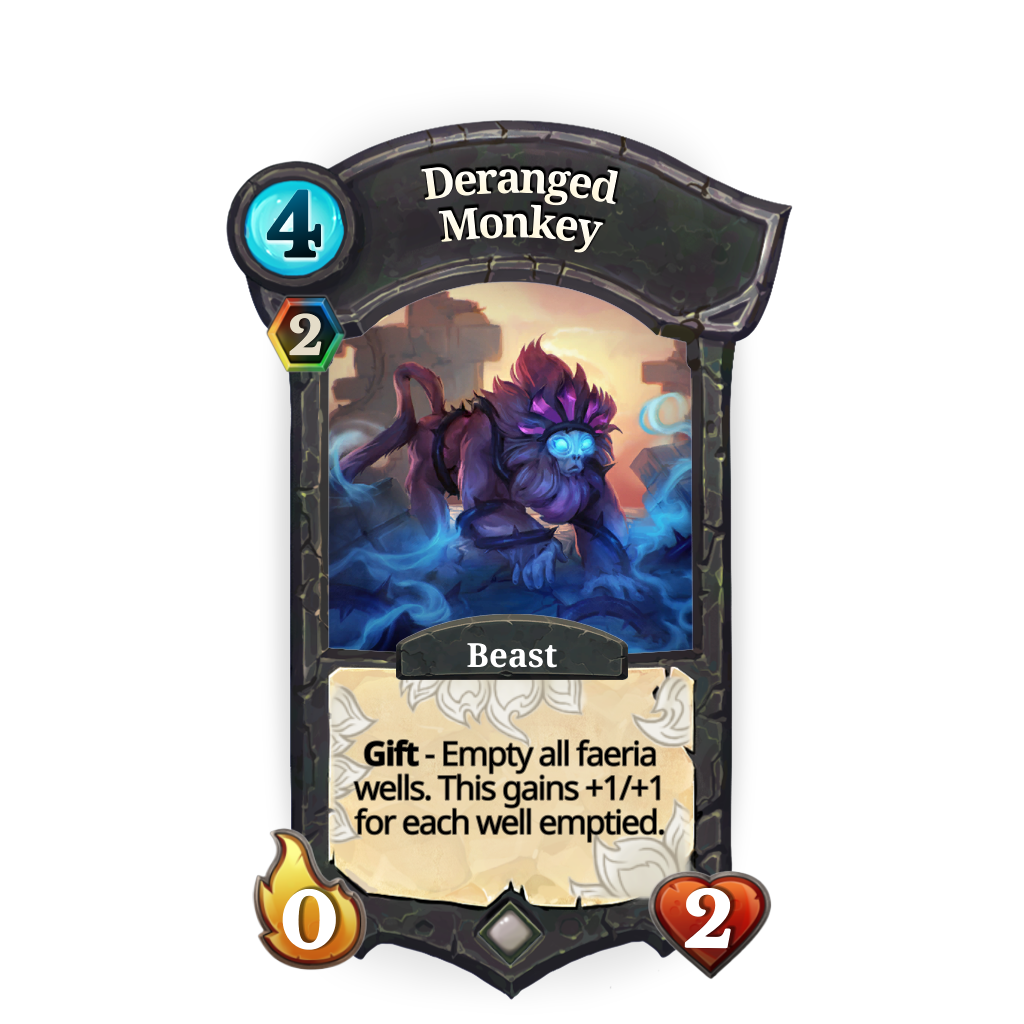 4
Deranged
Monkey
2
Beast
Gift - Empty all faeria
wells. This gains +1/+1
for each well emptied.
0
2